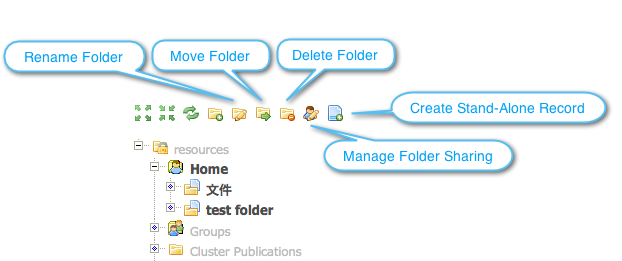 Rename Folder
Move Folder
Delete Folder
Create Stand-Alone Record
Manage Folder Sharing
resources
Home
文件
test folder
Groups
Cluster Publications